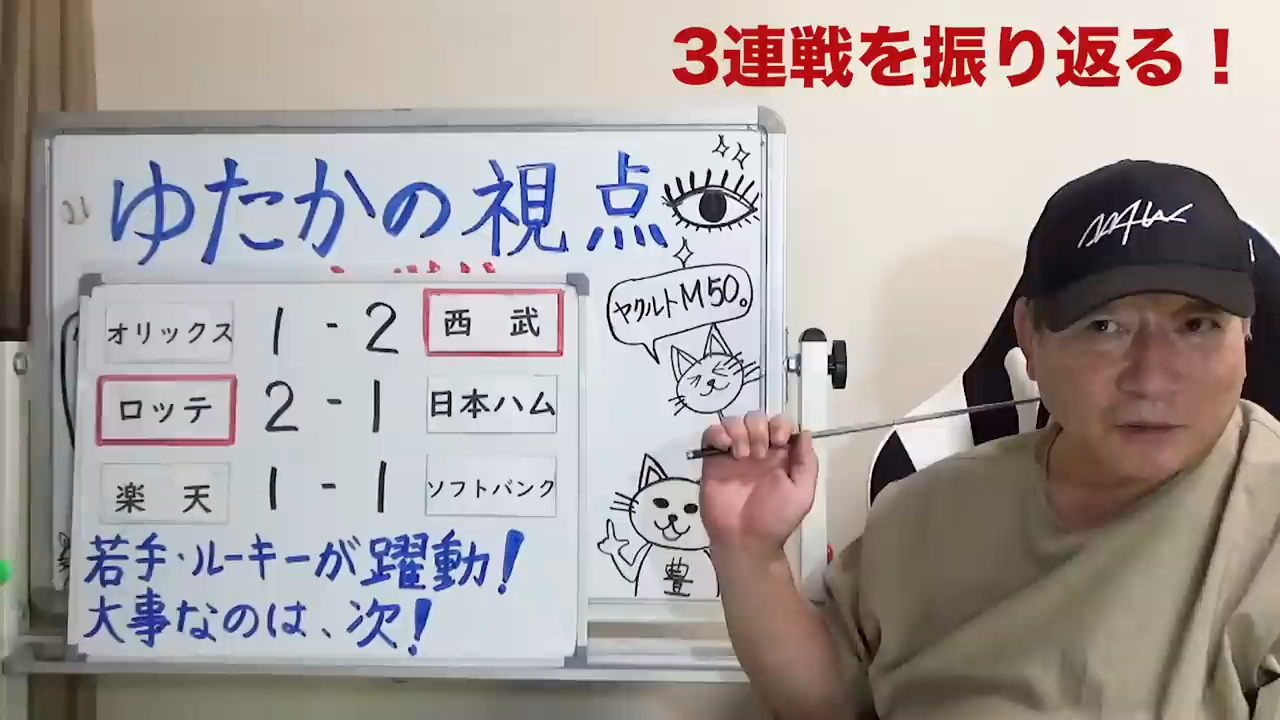 3連戦を振り返る！
ゆたかの視点
ヤクルトM50。
オリックス 1 - 2 西武
ロッテ 2 - 1 日本ハム
楽天 1 - 1 ソフトバンク
豊
若手・ルーキーが躍動！
大事なのは、次！